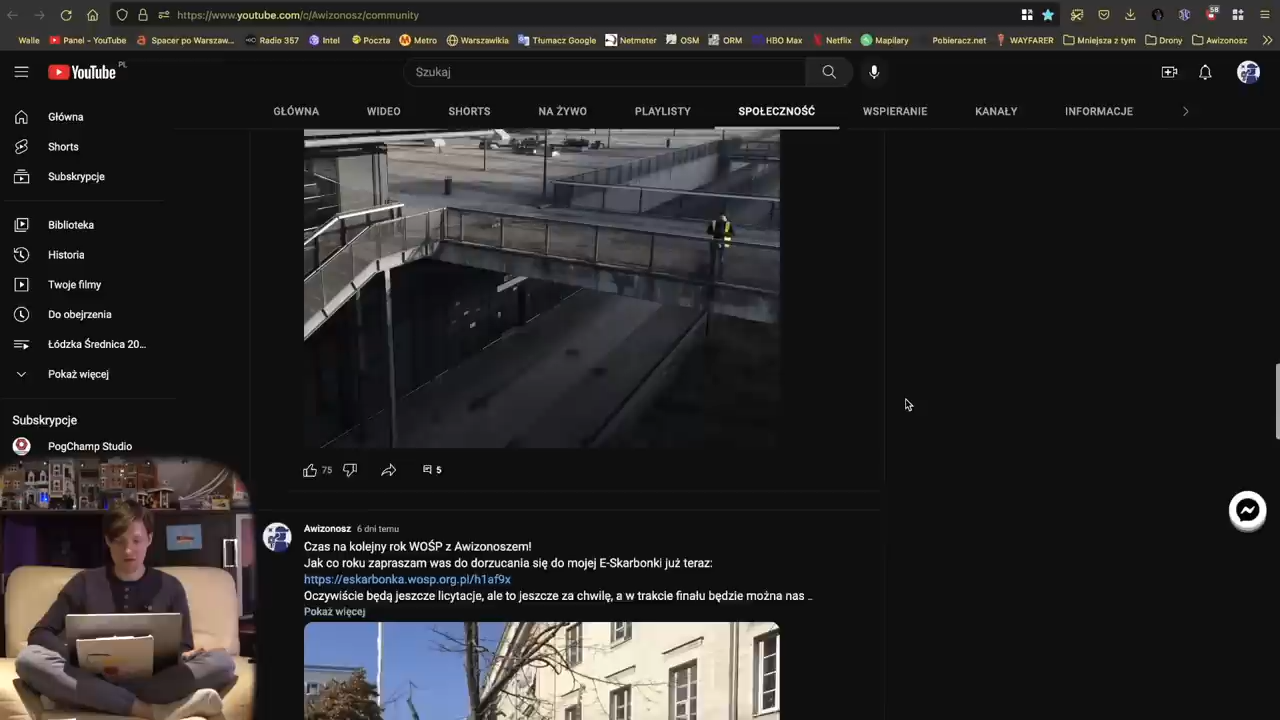 https://www.youtube.com/c/Awizonosz/community
58
Walle
Panel - YouTube
Spacer po Warszaw...
Radio 357
Intel
Poczta
Metro
Warszawikia
Tłumacz Google
Netmeter
OSM
ORM
HBO Max
Netflix
Mapilary
Pobieracz.net
WAYFARER
Mniejsza z tym
Drony
Awizonosz
YouTube PL
Szukaj
GŁÓWNA
WIDEO
SHORTS
NA ŻYWO
PLAYLISTY
SPOŁECZNOŚĆ
WSPIERANIE
KANAŁY
INFORMACJE
Główna
Shorts
Subskrypcje
Biblioteka
Historia
Twoje filmy
Do obejrzenia
Łódzka Średnica 20...
Pokaż więcej
Subskrypcje
PogChamp Studio
75
5
Awizonosz 6 dni temu
Czas na kolejny rok WOŚP z Awizonoszem!
Jak co roku zapraszam was do dorzucania się do mojej E-Skarbonki już teraz:
https://eskarbonka.wosp.org.pl/h1af9x
Oczywiście będą jeszcze licytacje, ale to jeszcze za chwilę, a w trakcie finału będzie można nas ..
Pokaż więcej